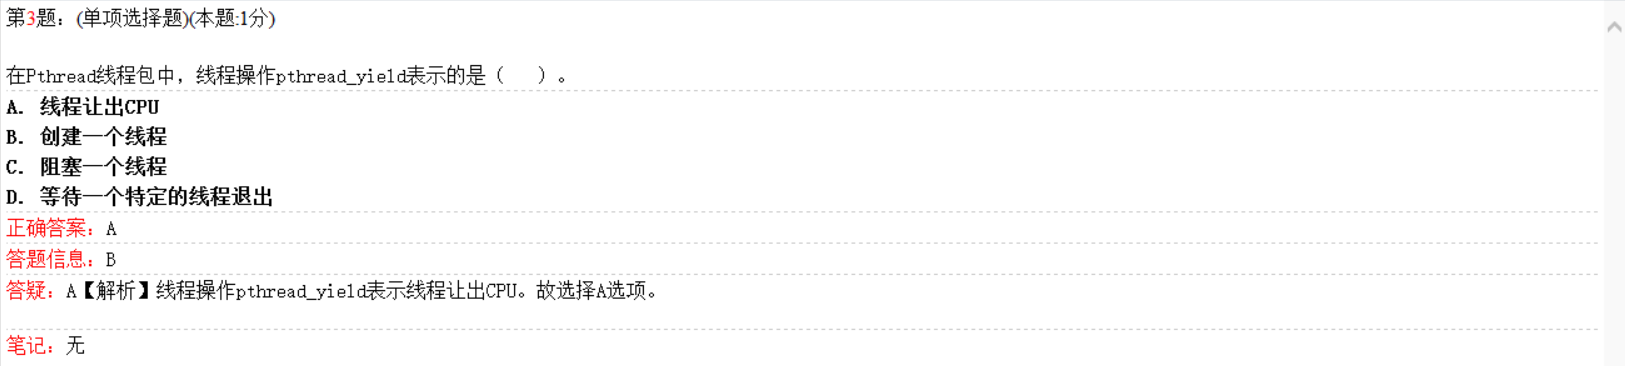 第3题：(单项选择题)(本题:1分)
在Pthread线程包中，线程操作pthread_yield表示的是（　　）。
A. 线程让出CPU
B. 创建一个线程
C. 阻塞一个线程
D. 等待一个特定的线程退出
正确答案：A
答题信息：B
答疑：A【解析】线程操作pthread_yield表示线程让出CPU。故选择A选项。
笔记：无